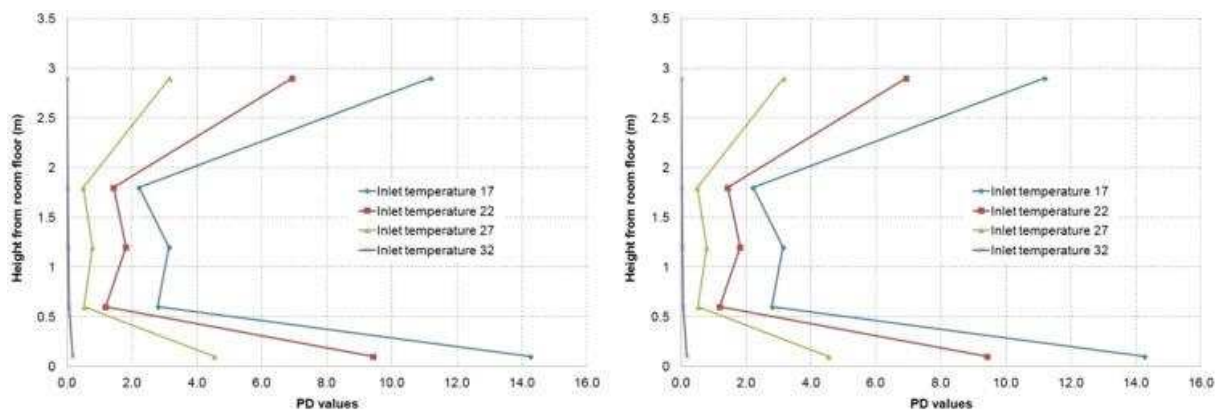 3.5
3
2.5
2
1.5
1
0.5
0
Height from room floor (m)
Inlet temperature 17
Inlet temperature 22
Inlet temperature 27
Inlet temperature 32
0.0 2.0 4.0 6.0 8.0 10.0 12.0 14.0 16.0
PD values
3.5
3
2.5
2
1.5
1
0.5
0
Height from room floor (m)
Inlet temperature 17
Inlet temperature 22
Inlet temperature 27
Inlet temperature 32
0.0 2.0 4.0 6.0 8.0 10.0 12.0 14.0 16.0
PD values